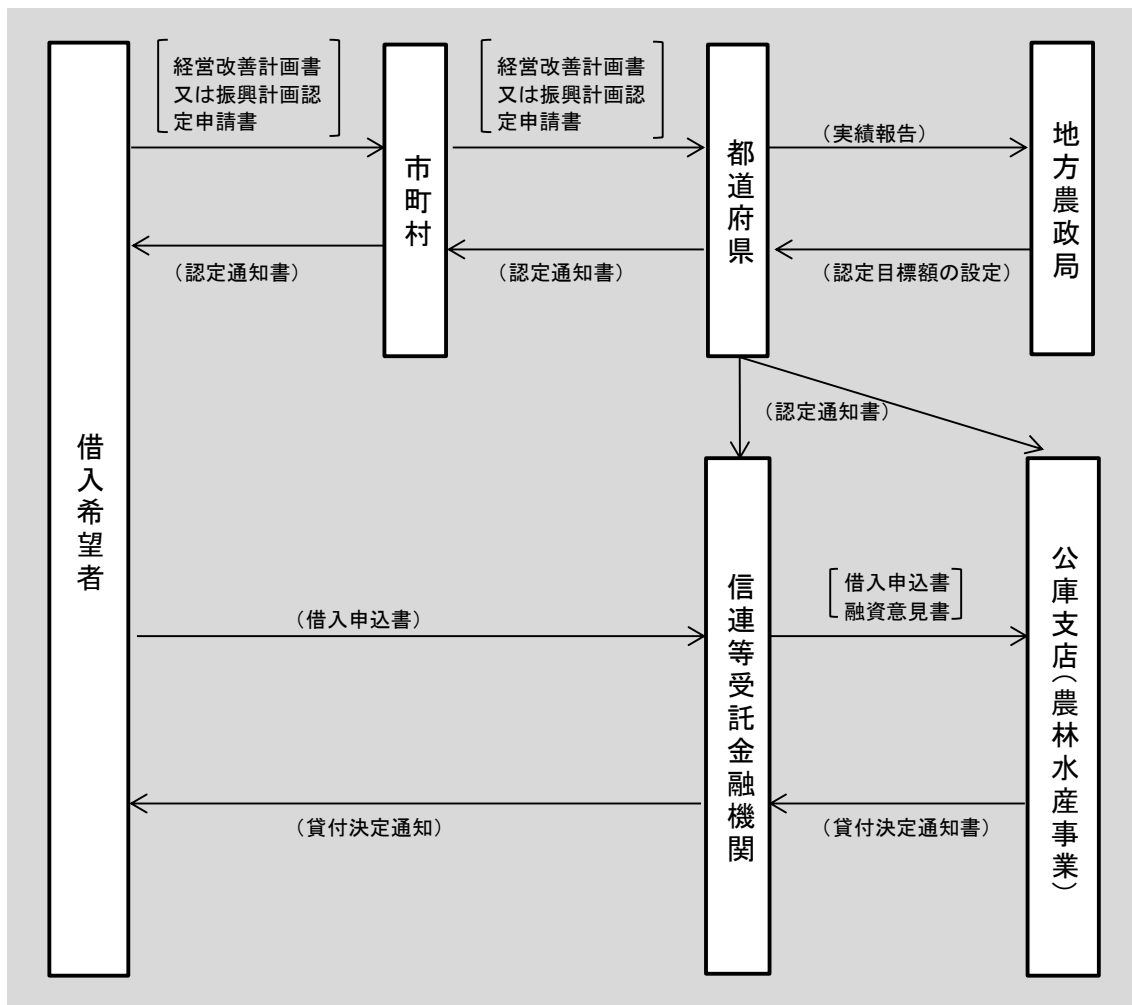 経営改善計画書
又は振興計画認
定申請書
経営改善計画書
又は振興計画認
定申請書
(実績報告)
借入希望者
市町村
都道府県
地方農政局
(認定通知書)
(認定通知書)
(認定目標額の設定)
(認定通知書)
信連等受託金融機関
公庫支店(農林水産事業)
(借入申込書)
借入申込書
融資意見書
(貸付決定通知)
(貸付決定通知書)